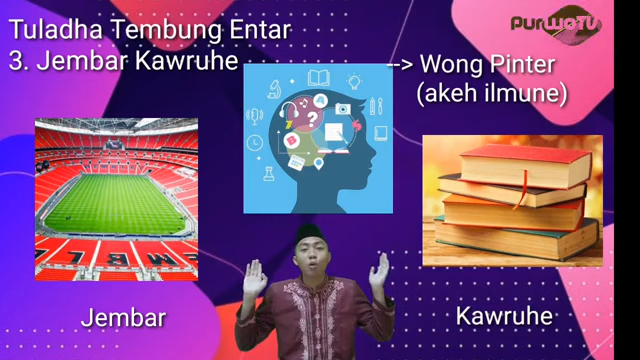 Tuladha Tembung Entar
3. Jembar Kawruhe
--> Wong Pinter
(akeh ilmune)
PURWOTV
Jembar
Kawruhe